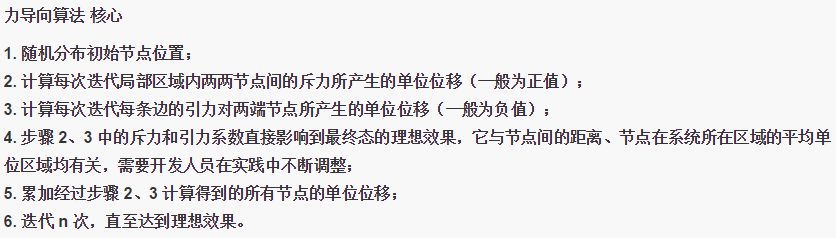 力导向算法 核心
1. 随机分布初始节点位置；
2. 计算每次迭代局部区域内两两节点间的斥力所产生的单位位移（一般为正值）；
3. 计算每次迭代每条边的引力对两端节点所产生的单位位移（一般为负值）；
4. 步骤 2、3 中的斥力和引力系数直接影响到最终态的理想效果，它与节点间的距离、节点在系统所在区域的平均单
位区域均有关，需要开发人员在实践中不断调整；
5. 累加经过步骤 2、3 计算得到的所有节点的单位位移；
6. 迭代 n 次，直至达到理想效果。